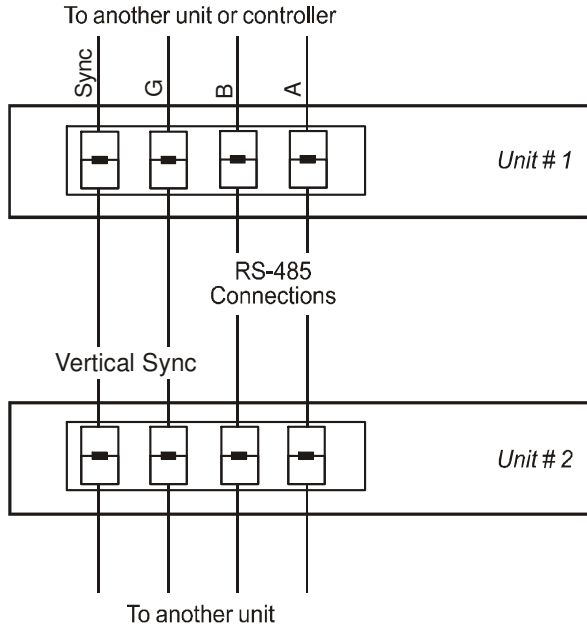 To another unit or controller
Sync
G
B
A
Unit # 1
RS-485
Connections
Vertical Sync
Unit # 2
To another unit